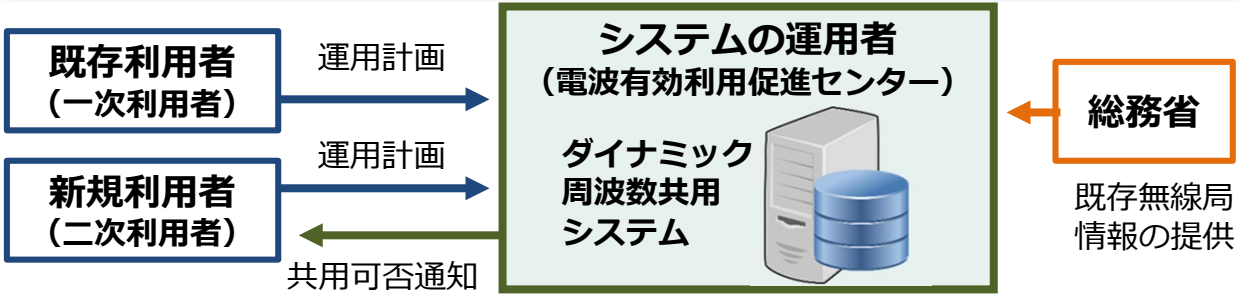 既存利用者
(一次利用者)
運用計画
新規利用者
(二次利用者)
運用計画
共用可否通知
システムの運用者
(電波有効利用促進センター)
ダイナミック
周波数共用
システム
総務省
既存無線局
情報の提供